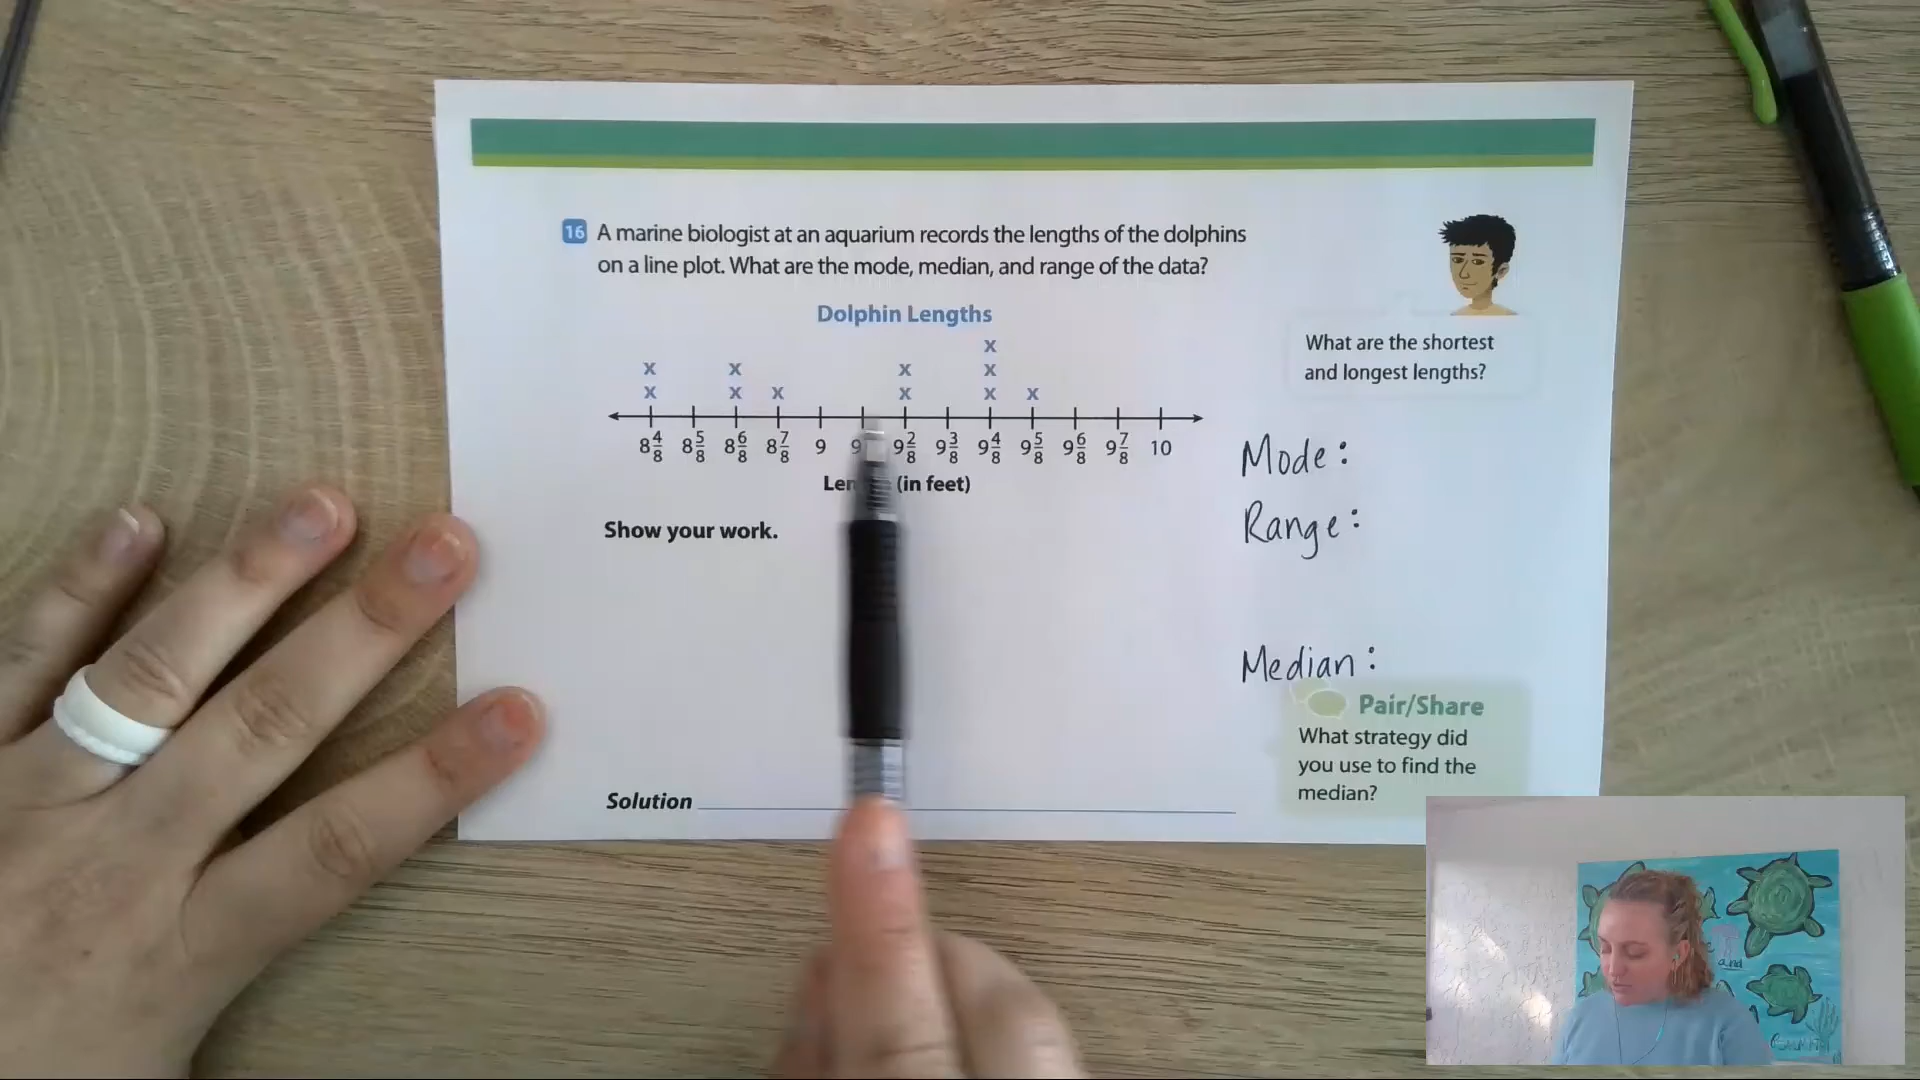 16 A marine biologist at an aquarium records the lengths of the dolphins
on a line plot. What are the mode, median, and range of the data?
Dolphin Lengths
x
x x x x
x x x x x x
8 4/8 8 5/8 8 6/8 8 7/8 9 9 9 2/8 9 3/8 9 4/8 9 5/8 9 6/8 9 7/8 10
(in feet)
Show your work.
Solution
What are the shortest
and longest lengths?
Mode:
Range:
Median:
Pair/Share
What strategy did
you use to find the
median?
and